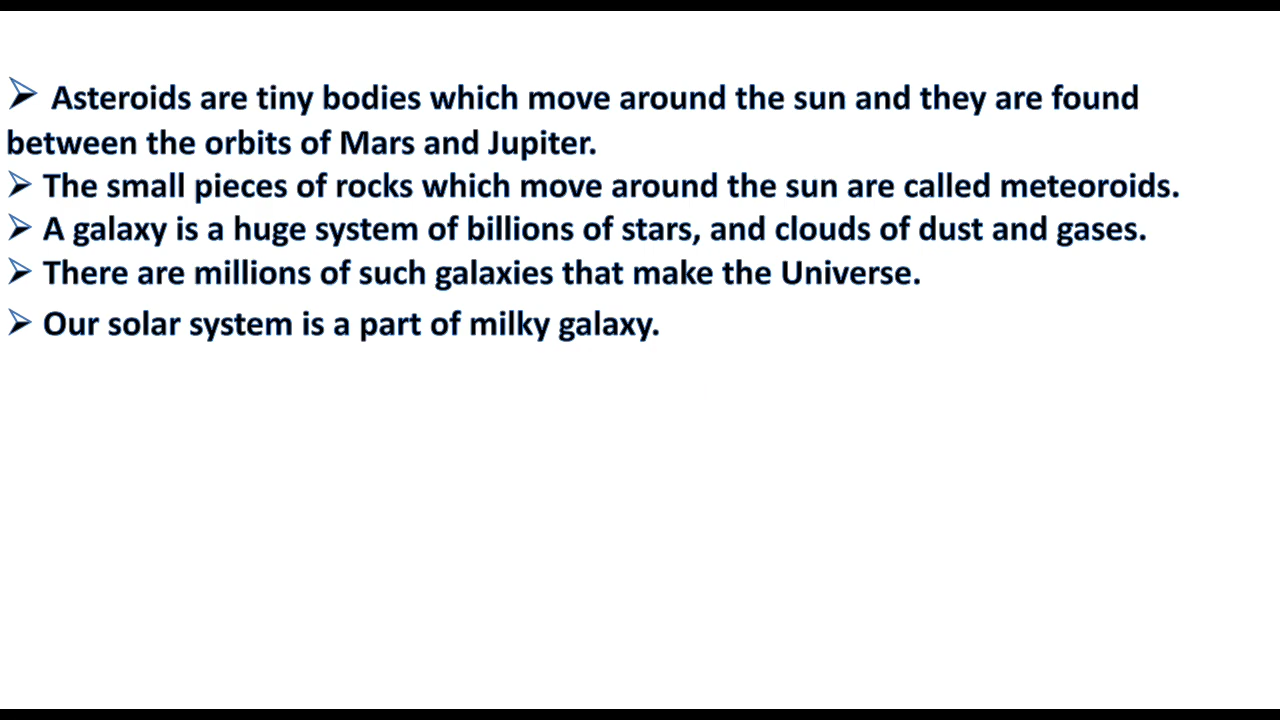 ➢ Asteroids are tiny bodies which move around the sun and they are found
between the orbits of Mars and Jupiter.
➢ The small pieces of rocks which move around the sun are called meteoroids.
➢ A galaxy is a huge system of billions of stars, and clouds of dust and gases.
➢ There are millions of such galaxies that make the Universe.
➢ Our solar system is a part of milky galaxy.